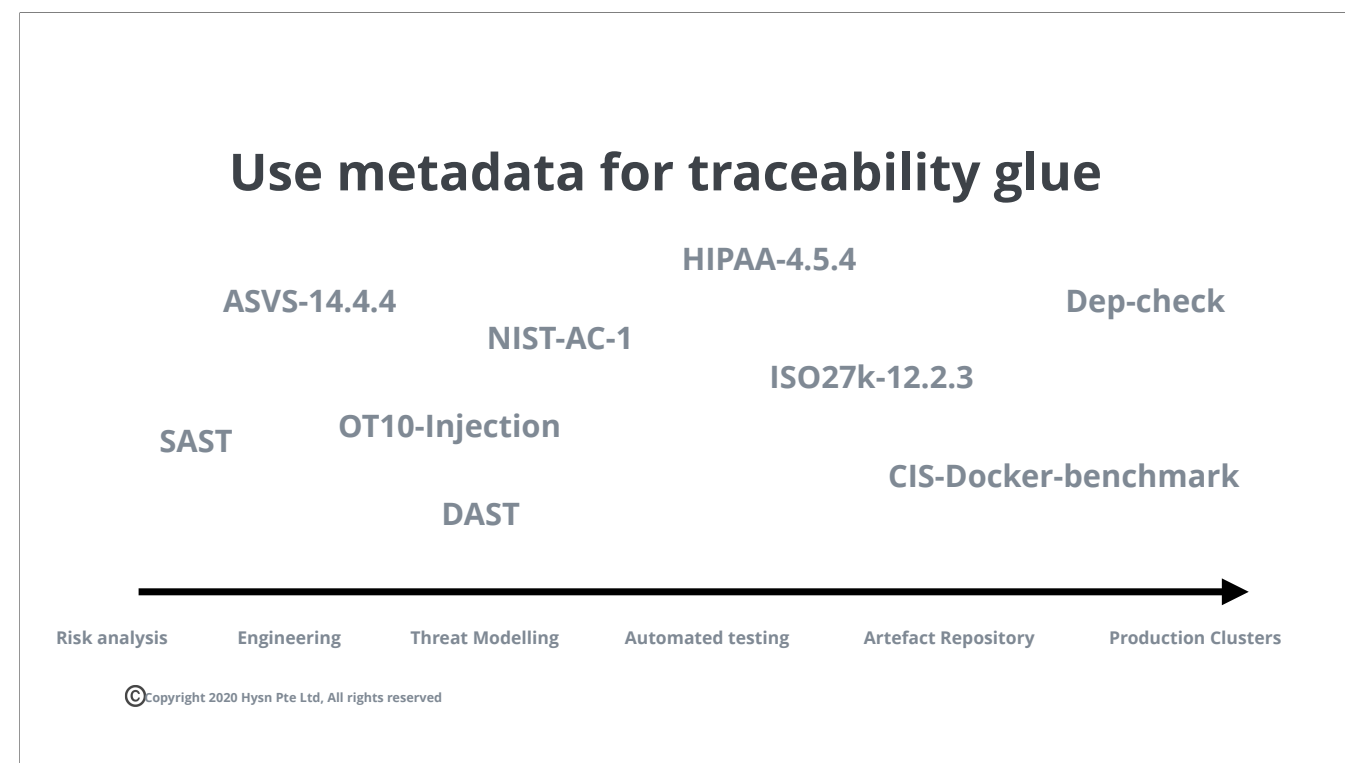 Use metadata for traceability glue
HIPAA-4.5.4
ASVS-14.4.4
Dep-check
NIST-AC-1
ISO27k-12.2.3
OT10-Injection
SAST
CIS-Docker-benchmark
DAST
Risk analysis
Engineering
Threat Modelling
Automated testing
Artefact Repository
Production Clusters
©Copyright 2020 Hysn Pte Ltd, All rights reserved